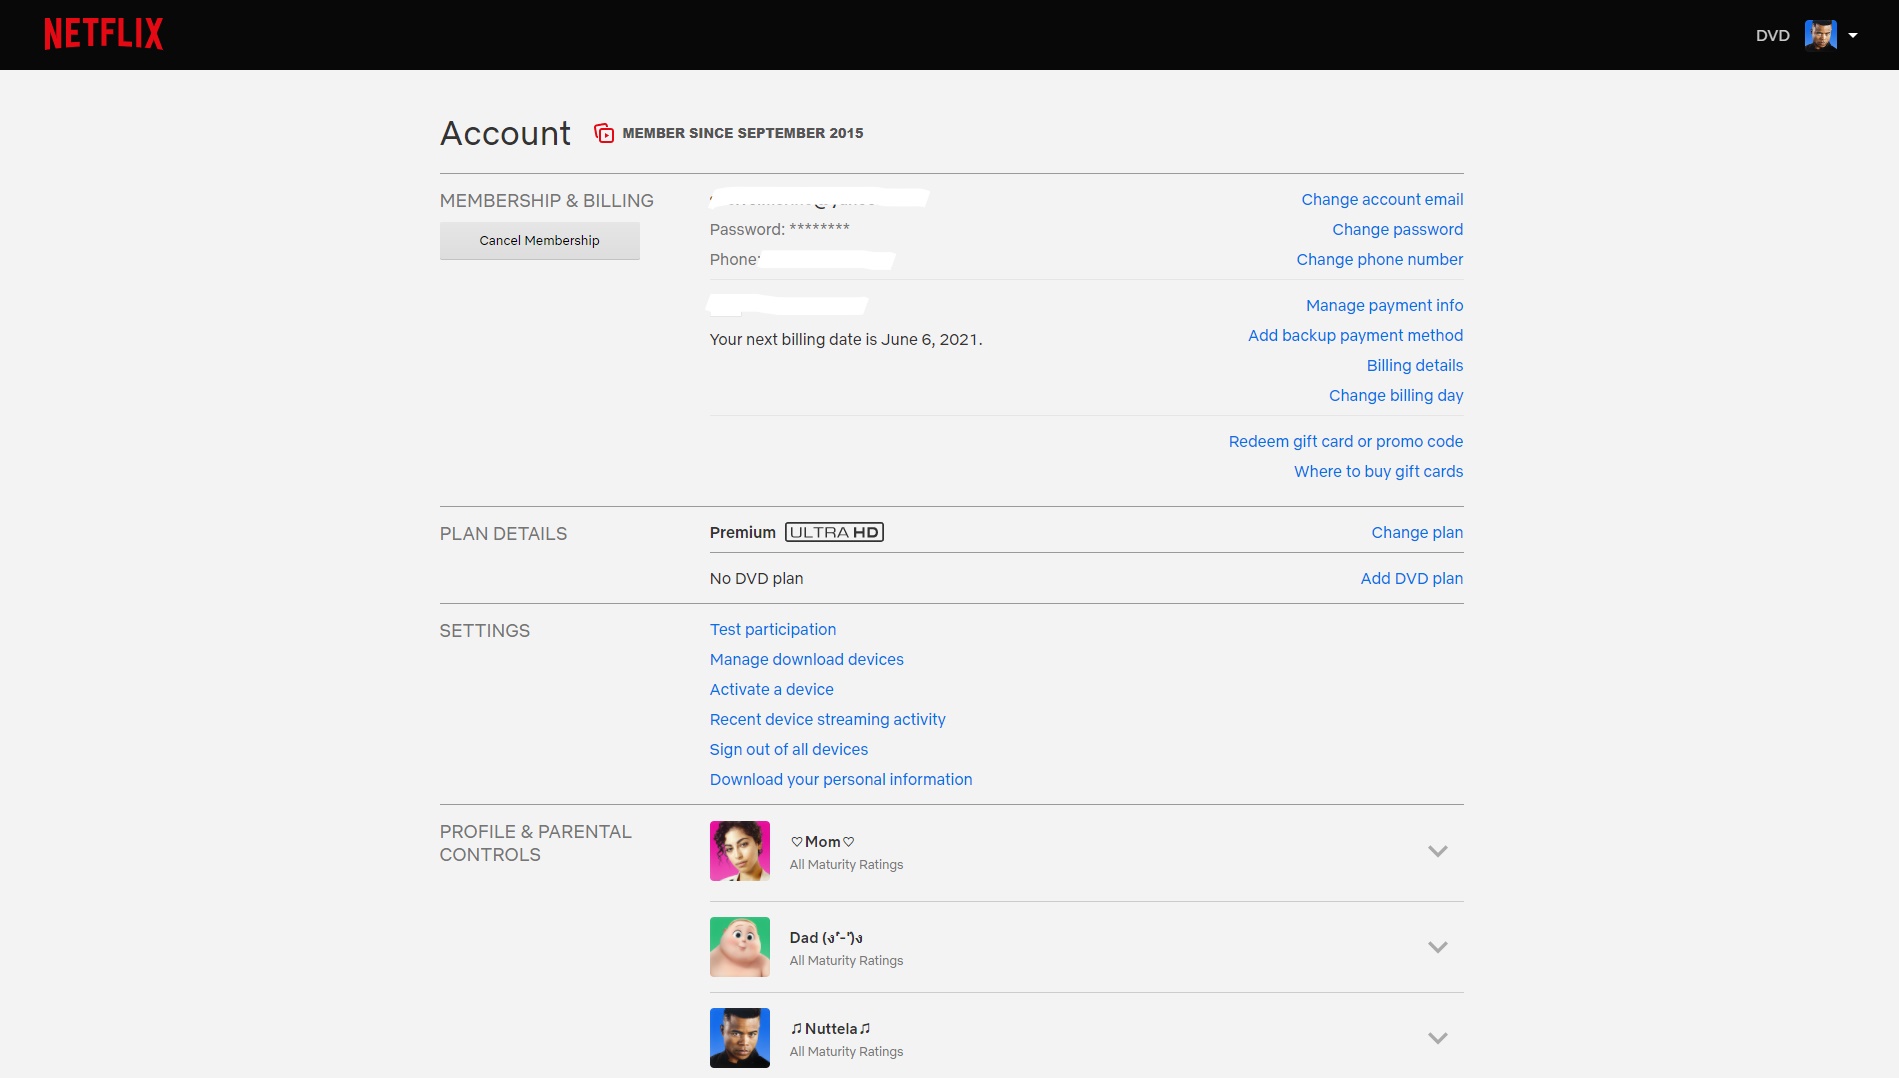 NETFLIX
DVD
Account MEMBER SINCE SEPTEMBER 2015
MEMBERSHIP & BILLING
Cancel Membership
Change account email
Password: ******** Change password
Phone: Change phone number
Manage payment info
Your next billing date is June 6, 2021. Add backup payment method
Billing details
Change billing day
Redeem gift card or promo code
Where to buy gift cards
PLAN DETAILS Premium ULTRA HD Change plan
No DVD plan Add DVD plan
SETTINGS Test participation
Manage download devices
Activate a device
Recent device streaming activity
Sign out of all devices
Download your personal information
PROFILE & PARENTAL
CONTROLS
♡Mom♡
All Maturity Ratings
Dad (ง'̀-'́)ง
All Maturity Ratings
♫Nuttela♫
All Maturity Ratings